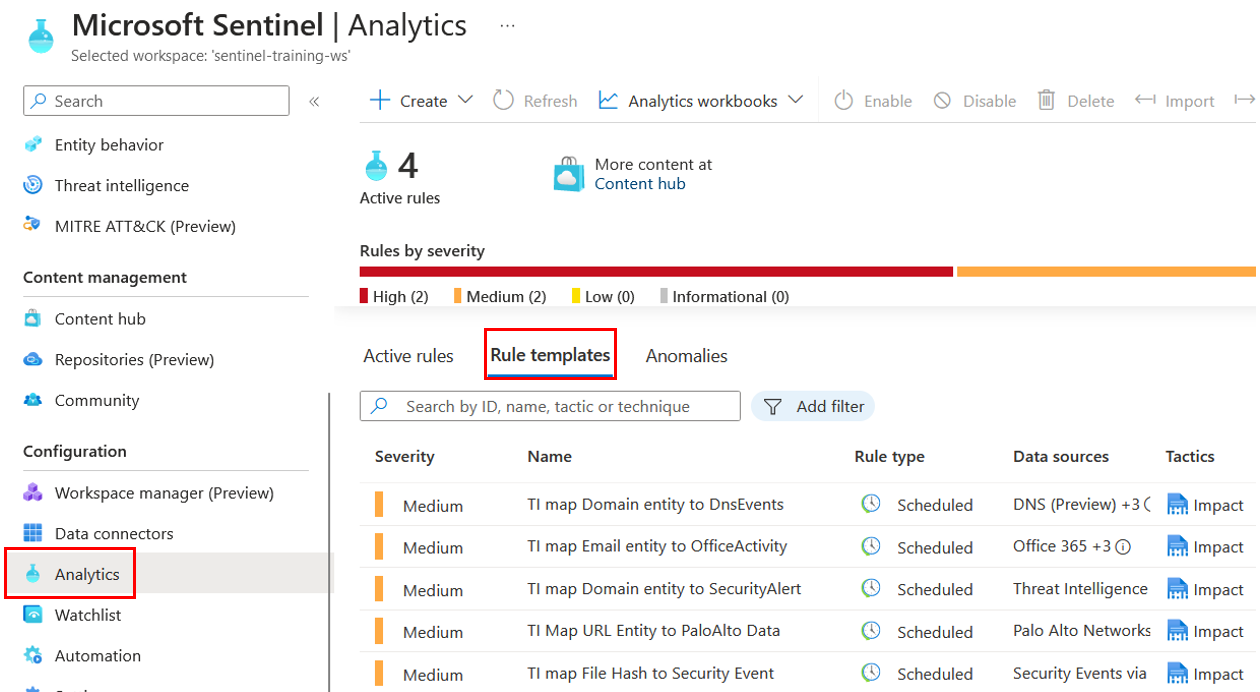 Microsoft Sentinel | Analytics ...
Selected workspace: 'sentinel-training-ws'
Search «
Entity behavior
Threat intelligence
MITRE ATT&CK (Preview)
Content management
Content hub
Repositories (Preview)
Community
Configuration
Workspace manager (Preview)
Data connectors
Analytics
Watchlist
Automation
Create Refresh Analytics workbooks Enable Disable Delete Import
4
Active rules
More content at
Content hub
Rules by severity
High (2) Medium (2) Low (0) Informational (0)
Active rules Rule templates Anomalies
Search by ID, name, tactic or technique Add filter
Severity Name Rule type Data sources Tactics
Medium TI map Domain entity to DnsEvents Scheduled DNS (Preview) +3 Impact
Medium TI map Email entity to OfficeActivity Scheduled Office 365 +3 Impact
Medium TI map Domain entity to SecurityAlert Scheduled Threat Intelligence Impact
Medium TI Map URL Entity to PaloAlto Data Scheduled Palo Alto Networks Impact
Medium TI map File Hash to Security Event Scheduled Security Events via Impact